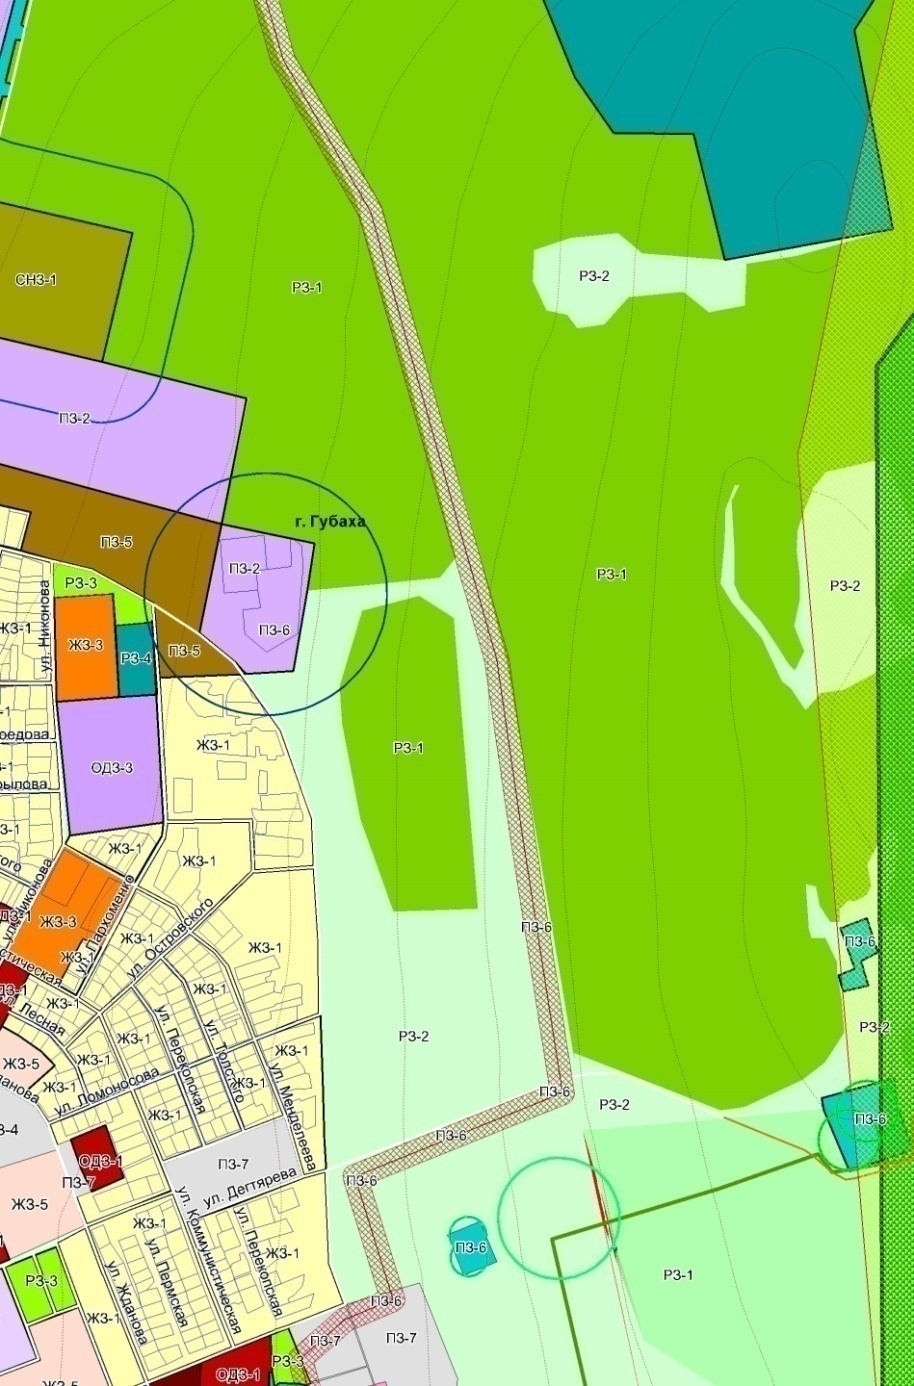 СНЗ-1
РЗ-1
РЗ-2
ПЗ-2
г. Губаха
ПЗ-5
ПЗ-2
РЗ-1
РЗ-3
РЗ-2
ул. Никонова
ЖЗ-1
ПЗ-6
ЖЗ-3
РЗ-4
ПЗ-5
ЖЗ-1
РЗ-1
ОДЗ-3
ЖЗ-1
ЖЗ-1
ул. Пархоменко
ЖЗ-3
ул. Островского
ПЗ-6
ПЗ-6
ЖЗ-1
ЖЗ-1
ЖЗ-1
ЖЗ-1
ЖЗ-1
ул. Лесная
РЗ-2
РЗ-2
ул. Перекопская
ул. Толстого
ЖЗ-1
ЖЗ-1
ЖЗ-5
ЖЗ-1
ЖЗ-1
ЖЗ-1
ул. Менделеева
ул. Ломоносова
ПЗ-6
РЗ-2
ПЗ-6
ЖЗ-1
ПЗ-6
ОДЗ-1
ПЗ-7
ПЗ-7
ул. Дегтярева
ПЗ-6
ЖЗ-5
ЖЗ-1
ул. Коммунистическая
ул. Перекопская
ЖЗ-1
ПЗ-6
РЗ-3
ул. Жданова
ул. Пермская
РЗ-1
ПЗ-6
ЖЗ-1
ПЗ-7
ПЗ-7
РЗ-3
ОДЗ-1
ЖЗ-5